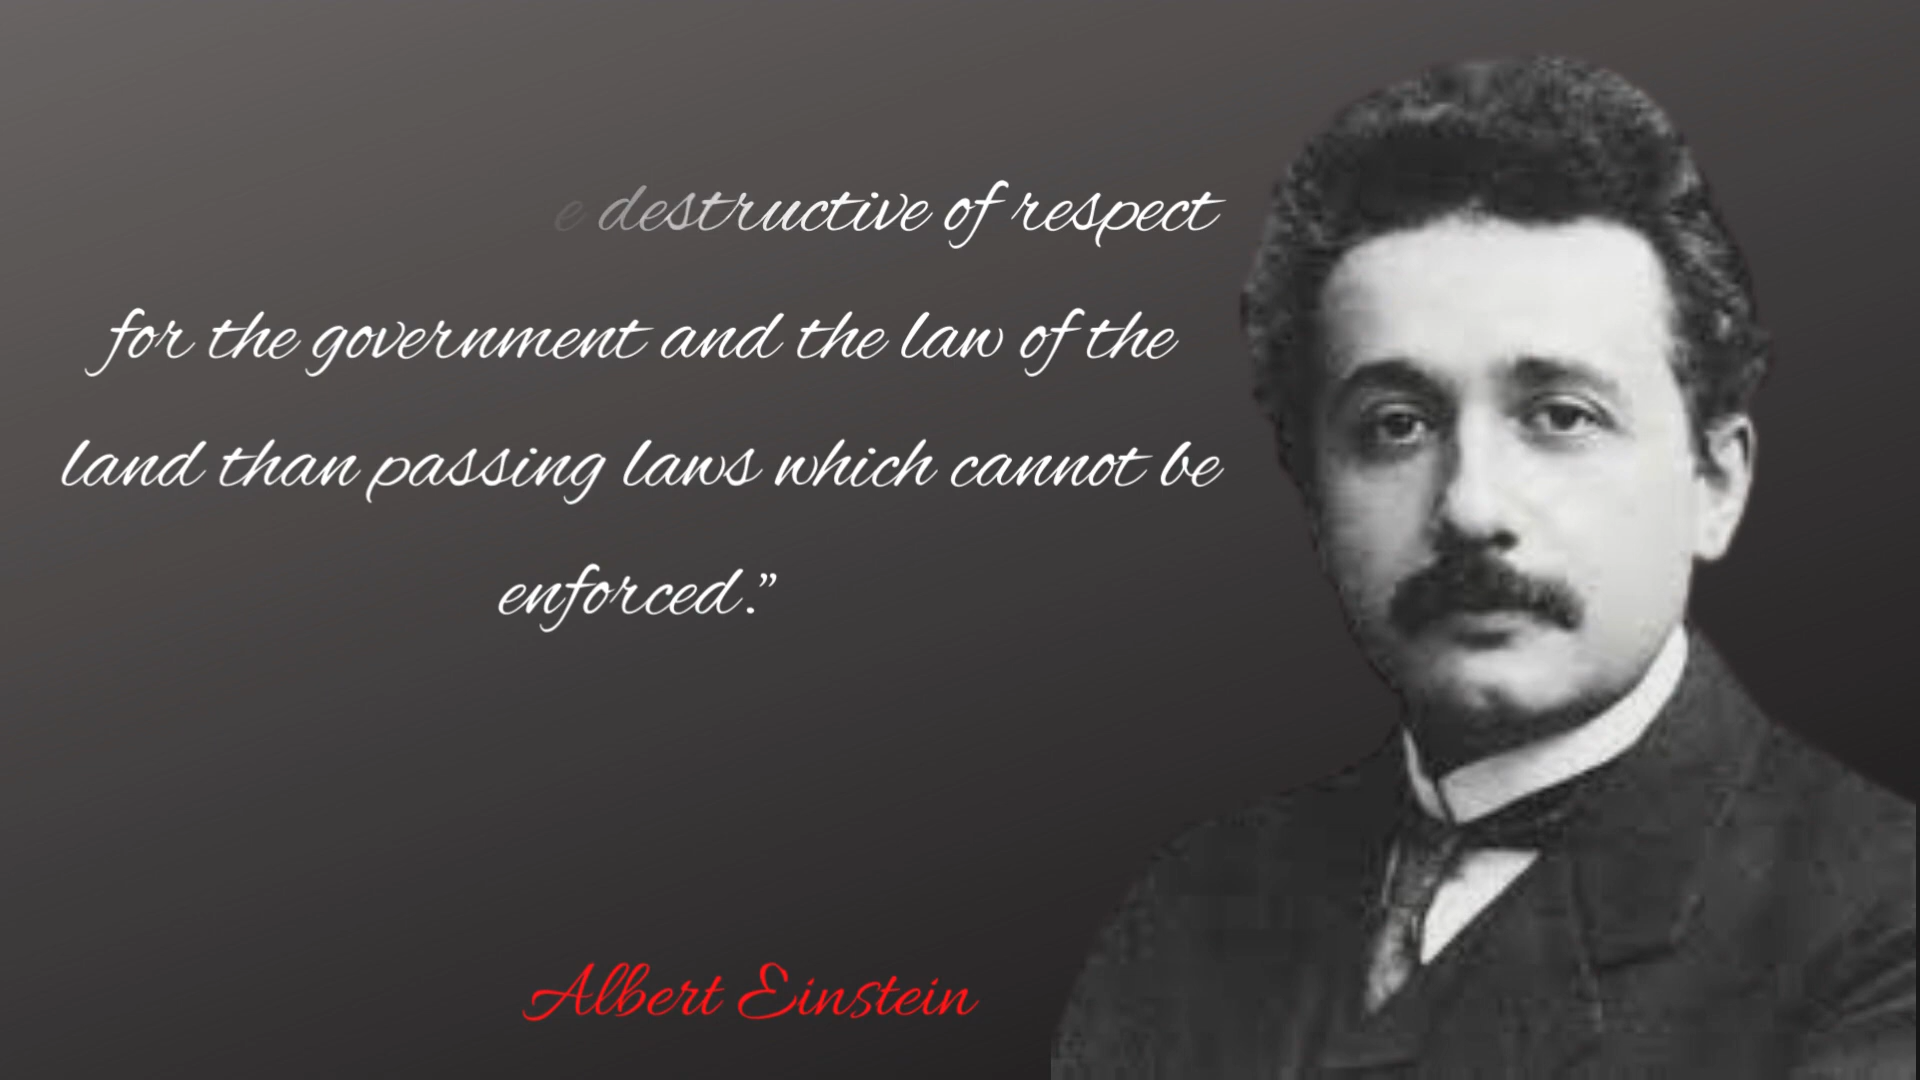 e destructive of respect
for the government and the law of the
land than passing laws which cannot be
enforced.”
Albert Einstein